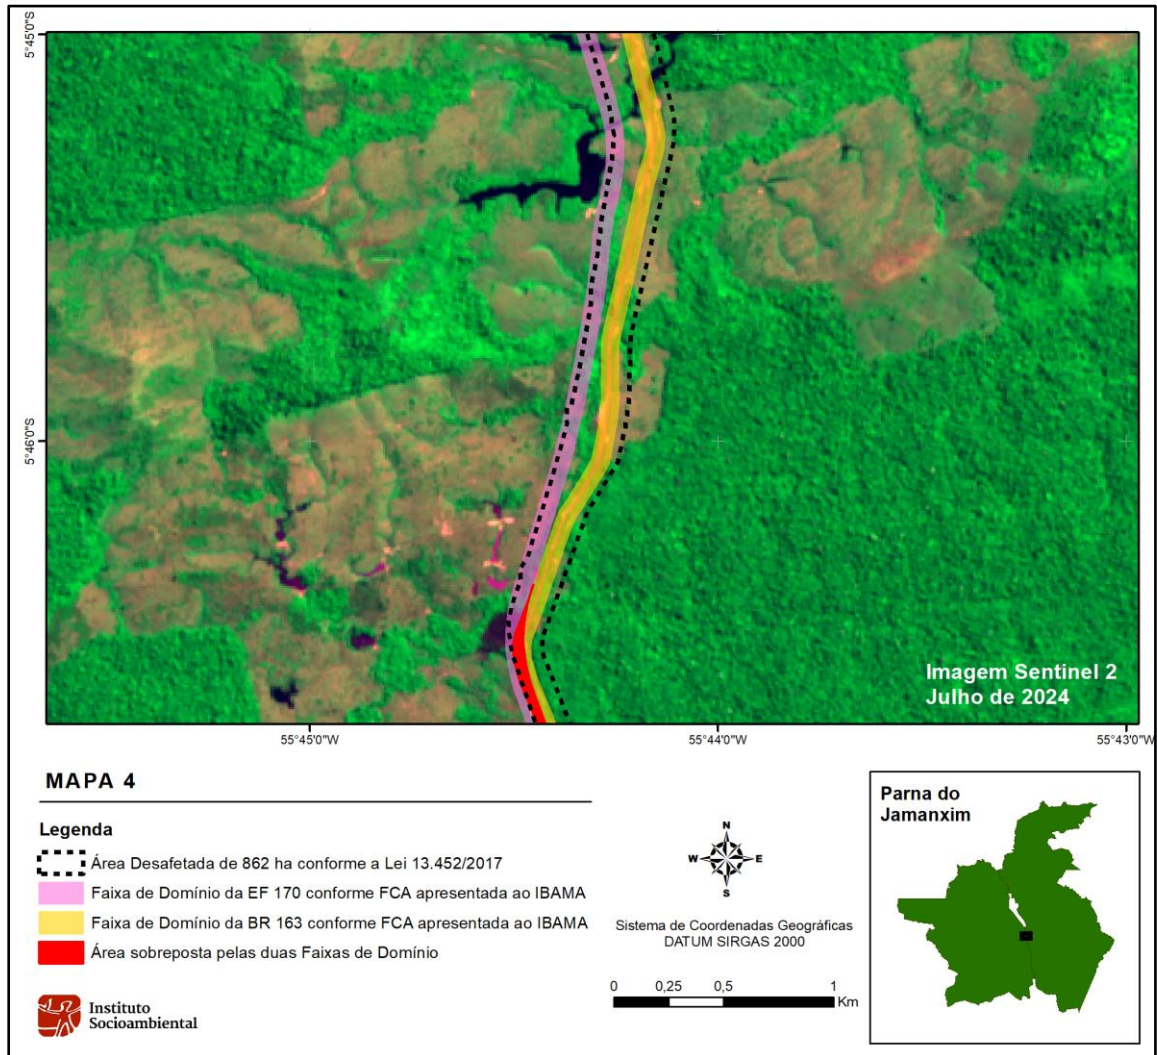 5°45'0"S
5°46'0"S
Imagem Sentinel 2
Julho de 2024
55°45'0"W
55°44'0"W
55°43'0"W
MAPA 4
Legenda
Área Desafetada de 862 ha conforme a Lei 13.452/2017
Faixa de Domínio da EF 170 conforme FCA apresentada ao IBAMA
Faixa de Domínio da BR 163 conforme FCA apresentada ao IBAMA
Área sobreposta pelas duas Faixas de Domínio
Instituto
Socioambiental
N
W E
S
Sistema de Coordenadas Geográficas
DATUM SIRGAS 2000
0 0,25 0,5 1
Km
Parna do
Jamanxim